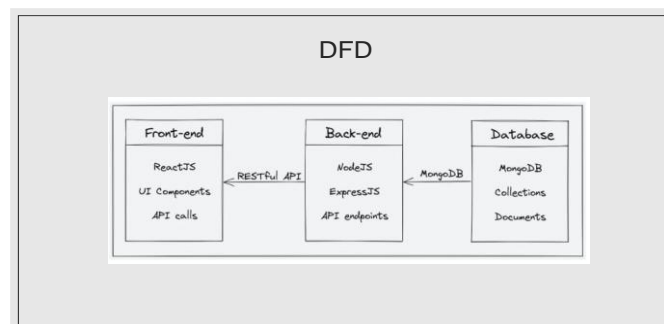 DFD
Front-end
ReactJS
UI Components
API calls
RESTful API
Back-end
NodeJS
ExpressJS
API endpoints
MongoDB
Database
MongoDB
Collections
Documents